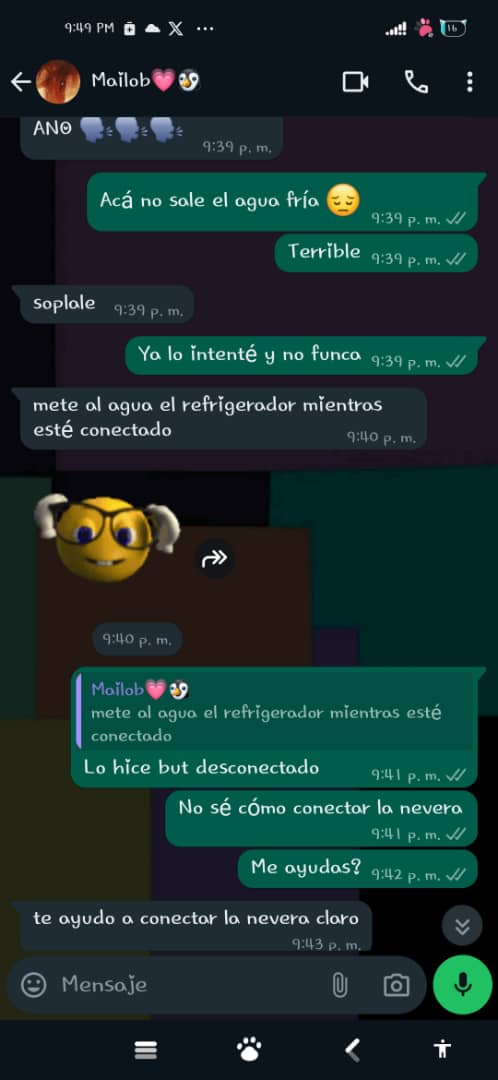 9:49 PM
16
Mailob💗🐧
ANO 🗣️🗣️🗣️
9:39 p. m.
Acá no sale el agua fría 😔
9:39 p. m.
Terrible 9:39 p. m.
soplale 9:39 p. m.
Ya lo intenté y no funca 9:39 p. m.
mete al agua el refrigerador mientras
esté conectado
9:40 p. m.
9:40 p. m.
Mailob💗🐧
mete al agua el refrigerador mientras esté
conectado
Lo hice but desconectado 9:41 p. m.
No sé cómo conectar la nevera
9:41 p. m.
Me ayudas? 9:42 p. m.
te ayudo a conectar la nevera claro
9:43 p. m.
Mensaje